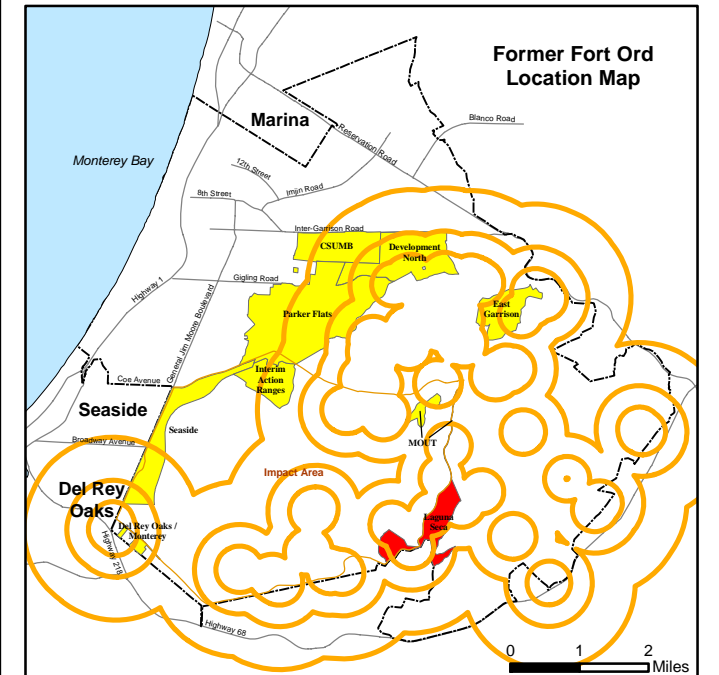 Former Fort Ord
Location Map
Marina
Blanco Road
Reservation Road
Monterey Bay
12th Street
Imjin Road
8th Street
Inter-Garrison Road
CSUMB
Development
North
Highway 1
Gigling Road
General Jim Moore Boulevard
East
Garrison
Parker Flats
Interim
Action
Ranges
Coe Avenue
Seaside
Seaside
Broadway Avenue
MOUT
Impact Area
Del Rey
Oaks
Laguna
Seca
Del Rey Oaks /
Monterey
Highway 218
Highway 68
0 1 2
Miles